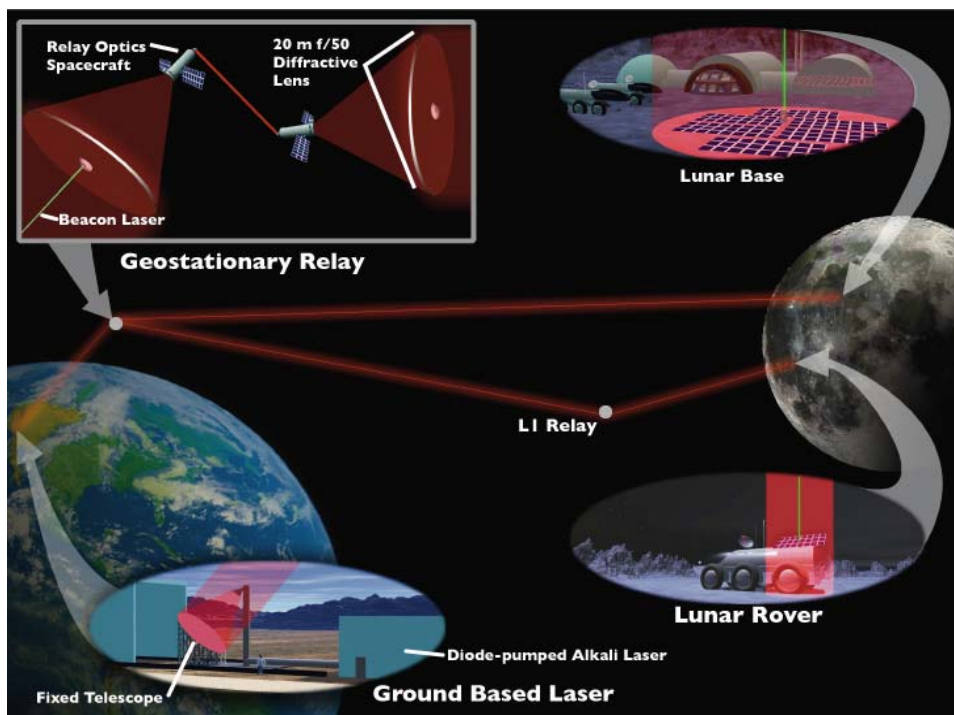 Relay Optics
Spacecraft
20 m f/50
Diffractive
Lens
Beacon Laser
Geostationary Relay
Lunar Base
L1 Relay
Lunar Rover
Diode-pumped Alkali Laser
Fixed Telescope
Ground Based Laser